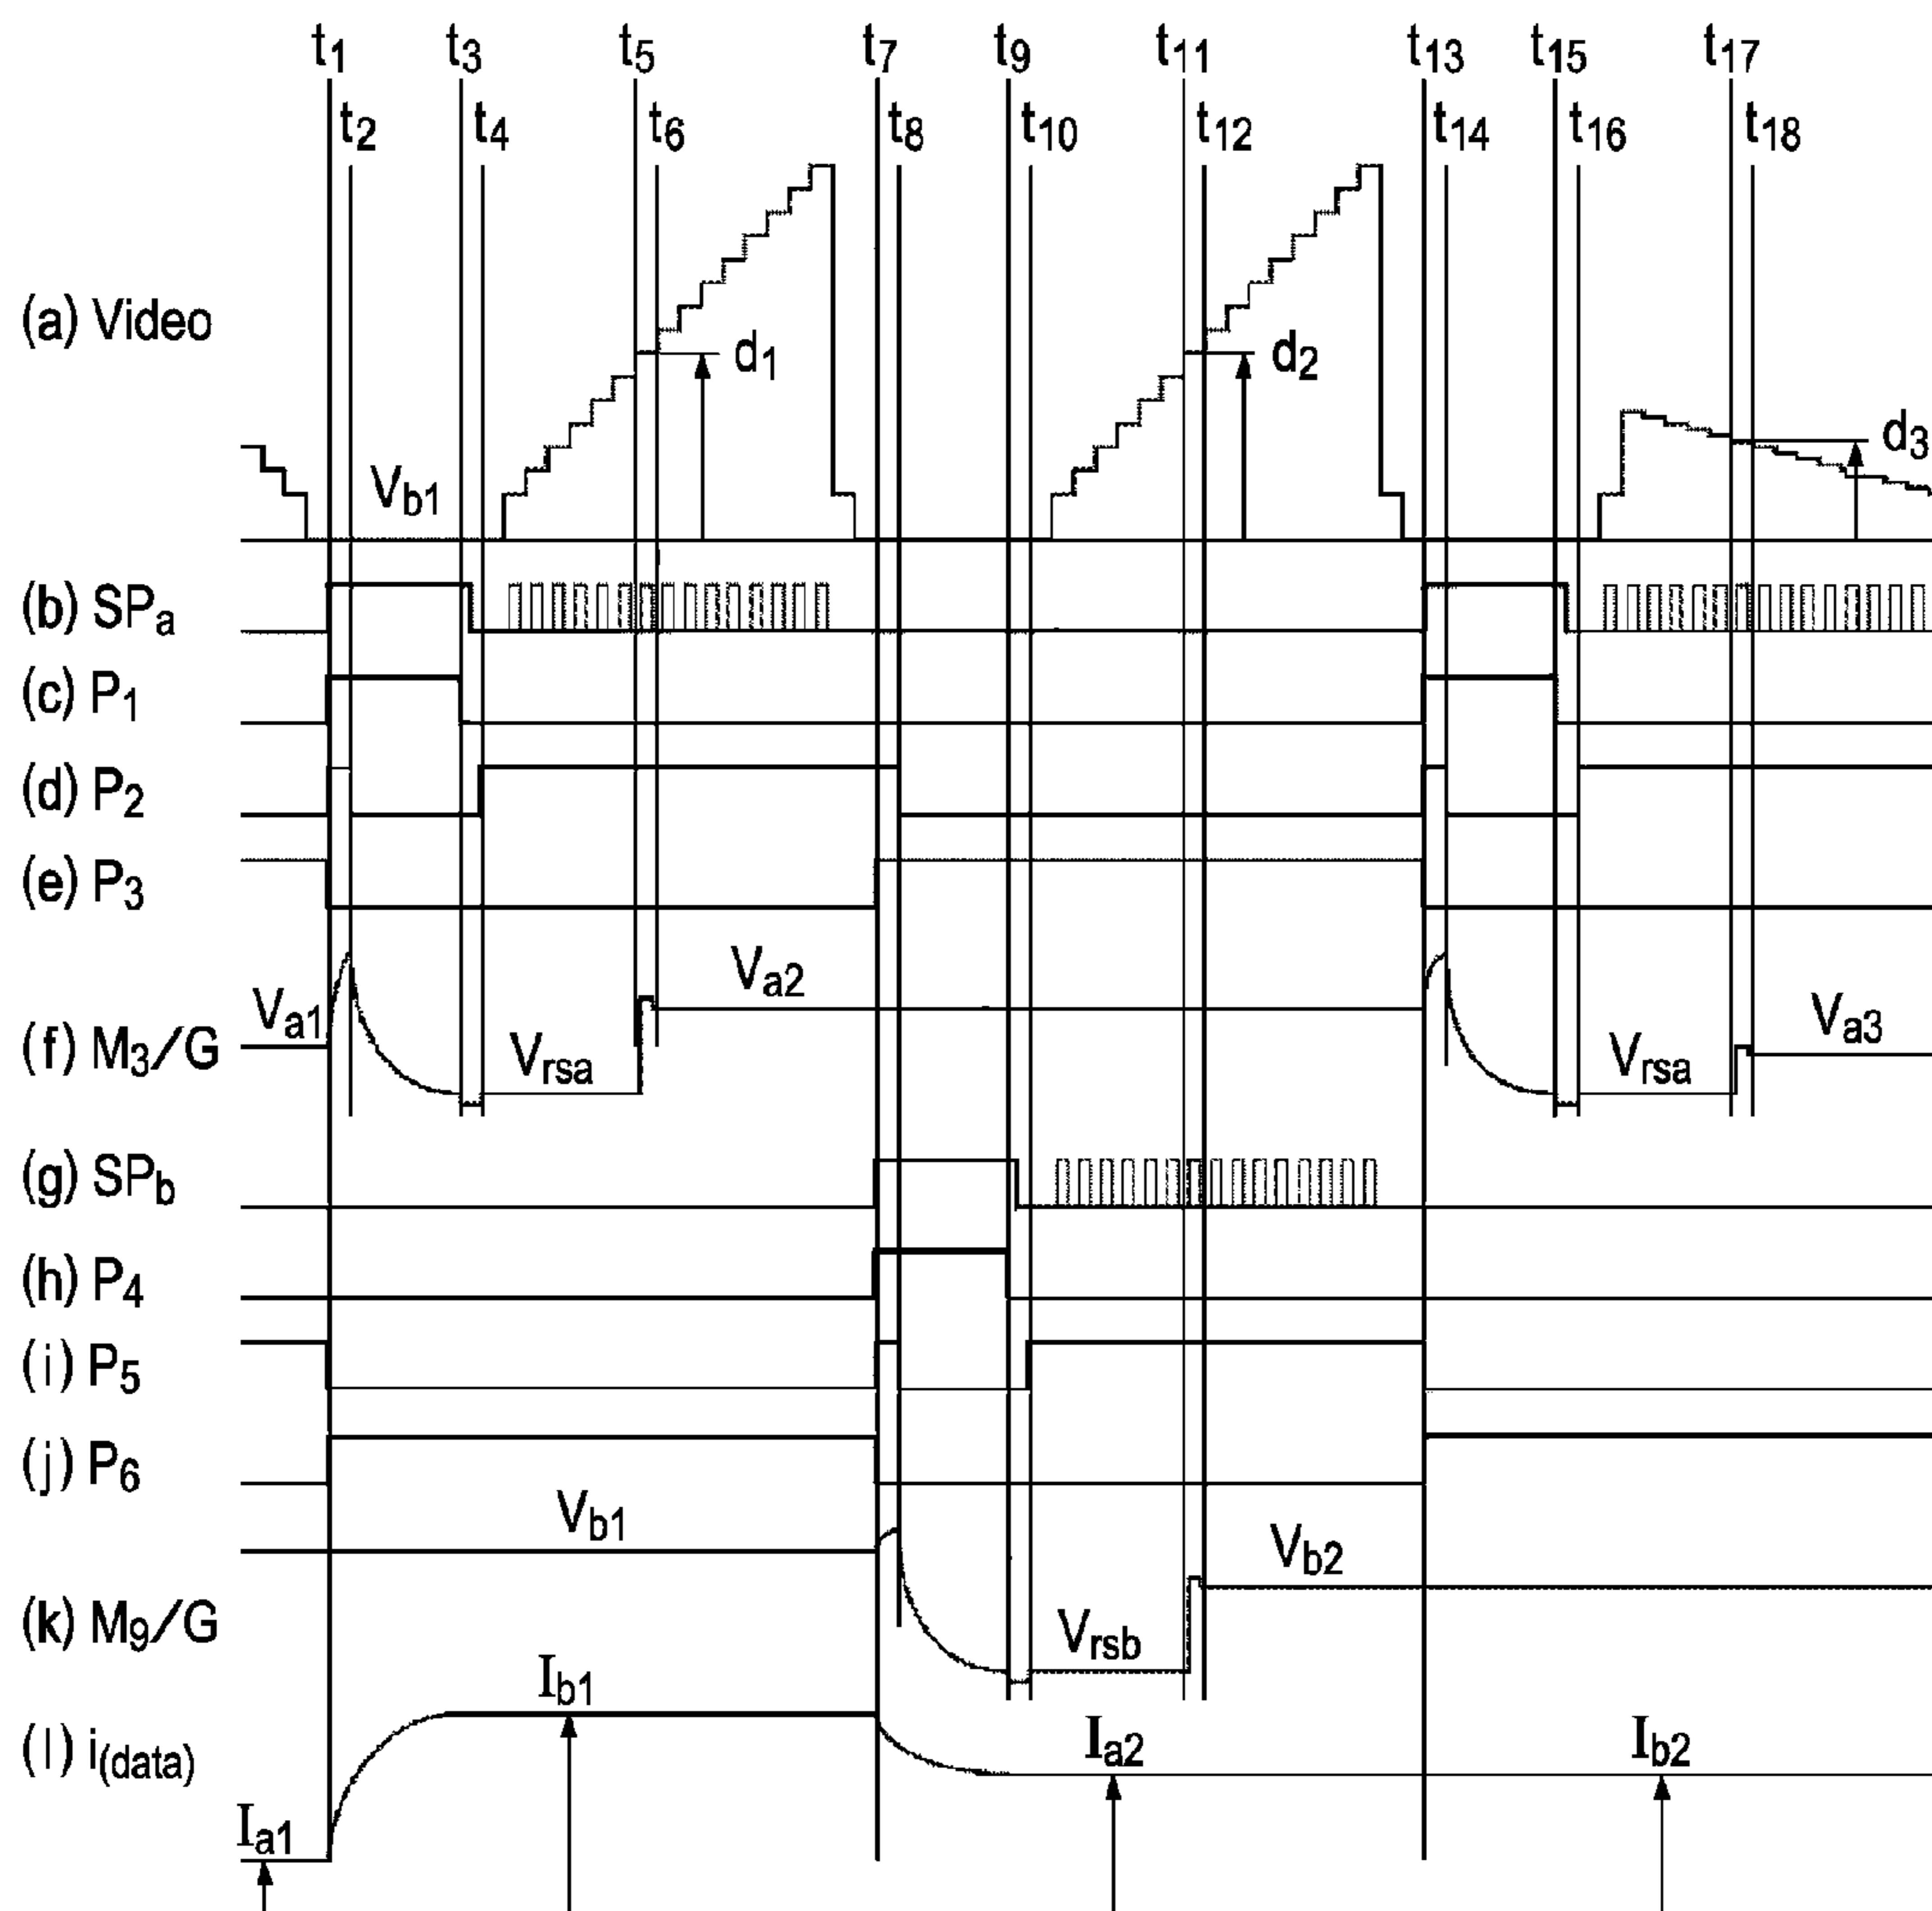 t1 t3 t5 t7 t9 t11 t13 t15 t17
t2 t4 t6 t8 t10 t12 t14 t16 t18
(a) Video
d1 d2
d3
Vb1
(b) SPa
(c) P1
(d) P2
(e) P3
Va2
Va1 Va3
(f) M3/G Vrsa Vrsa
(g) SPb
(h) P4
(i) P5
(j) P6
Vb1
Vb2
(k) M9/G Vrsb
Ib1
(l) i(data) Ia2 Ib2
Ia1